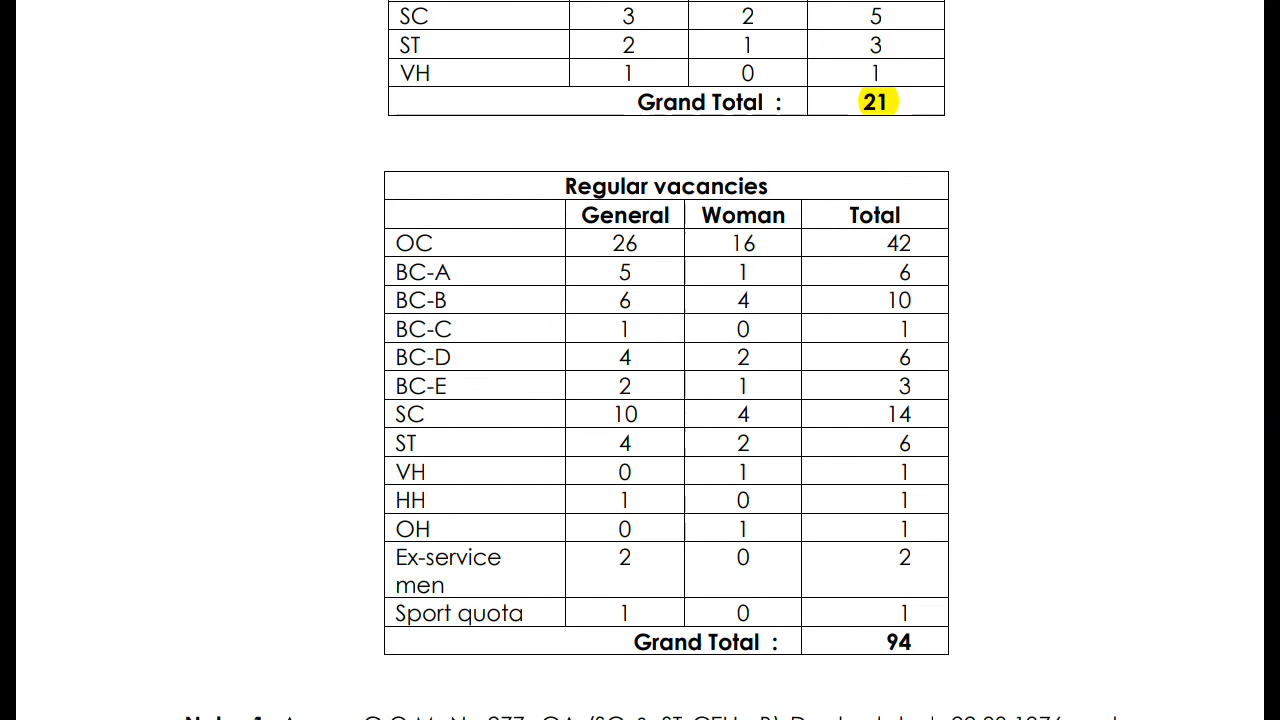 SC 3 2 5
ST 2 1 3
VH 1 0 1
Grand Total : 21
Regular vacancies
General Woman Total
OC 26 16 42
BC-A 5 1 6
BC-B 6 4 10
BC-C 1 0 1
BC-D 4 2 6
BC-E 2 1 3
SC 10 4 14
ST 4 2 6
VH 0 1 1
HH 1 0 1
OH 0 1 1
Ex-service 2 0 2
men
Sport quota 1 0 1
Grand Total : 94